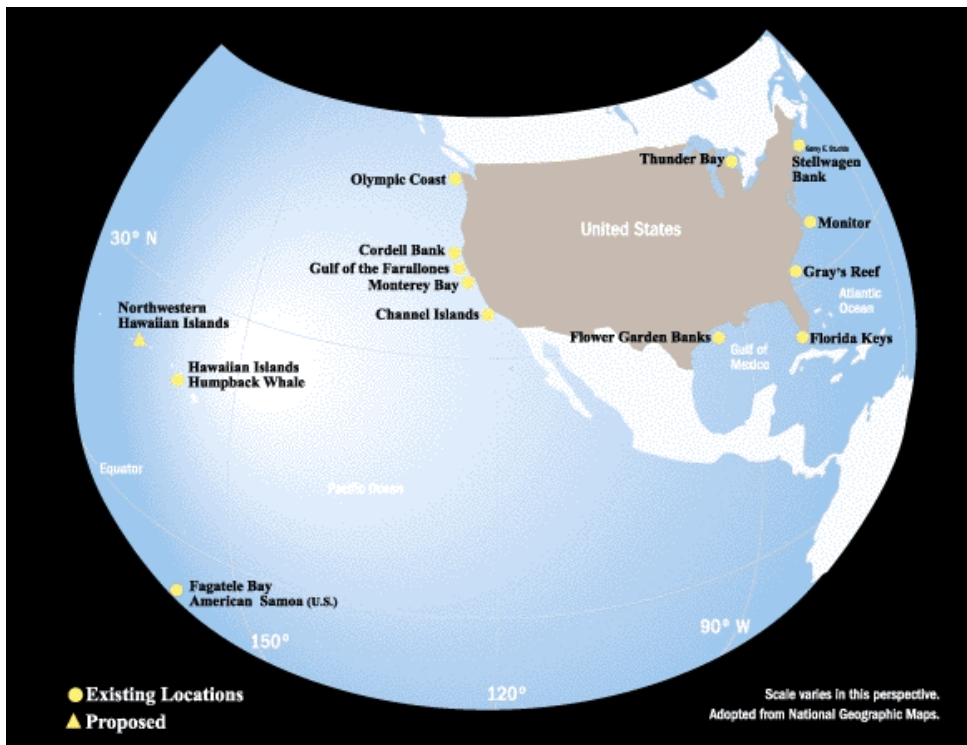 Thunder Bay
Stellwagen
Bank
Olympic Coast
United States
Monitor
30° N
Cordell Bank
Gulf of the Farallones
Monterey Bay
Gray's Reef
Atlantic
Ocean
Northwestern
Hawaiian Islands
Channel Islands
Flower Garden Banks
Florida Keys
Gulf of
Mexico
Hawaiian Islands
Humpback Whale
Equator
Pacific Ocean
Fagatele Bay
American Samoa (U.S.)
150°
90° W
120°
Existing Locations
Proposed
Scale varies in this perspective.
Adopted from National Geographic Maps.